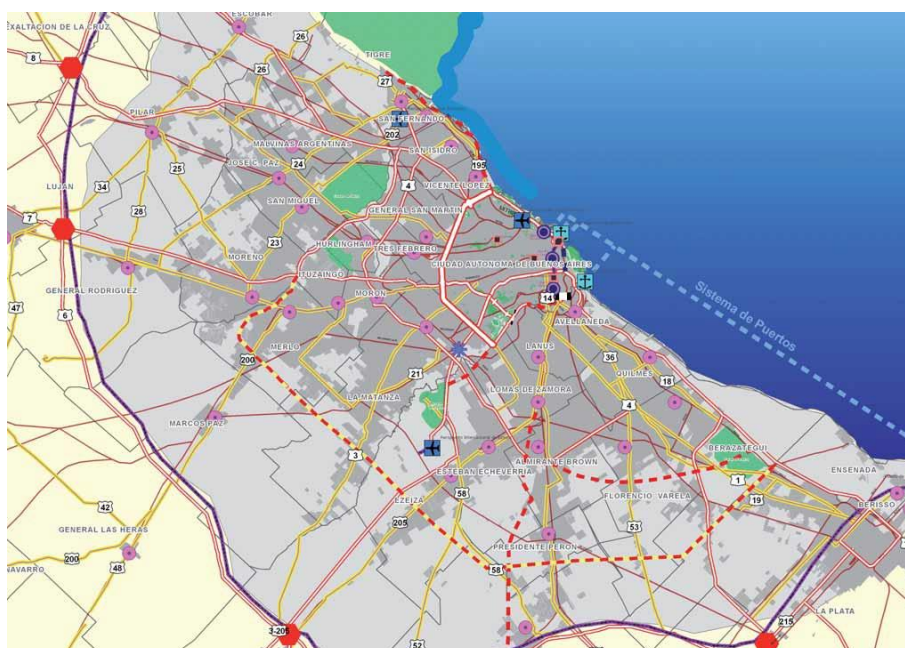 ESCOBAR
EXALTACION DE LA CRUZ
26
TIGRE
8
26
27
PILAR
SAN FERNANDO
202
MALVINAS ARGENTINAS
SAN ISIDRO
195
JOSE C. PAZ
24
25
4
VICENTE LOPEZ
LUJAN
34
SAN MIGUEL
GENERAL SAN MARTIN
28
7
23
HURLINGHAM
TRES FEBRERO
MORENO
CIUDAD AUTONOMA DE BUENOS AIRES
ITUZAINGO
GENERAL RODRIGUEZ
MORON
14
Sistema de Puertos
47
6
AVELLANEDA
MERLO
LANUS
36
200
QUILMES
21
18
LA MATANZA
LOMAS DE ZAMORA
4
MARCOS PAZ
BERAZATEGUI
3
ALMIRANTE BROWN
ENSENADA
ESTEBAN ECHEVERRIA
1
58
FLORENCIO VARELA
19
EZEIZA
BERISSO
42
205
53
GENERAL LAS HERAS
PRESIDENTE PERON
200
48
58
NAVARRO
LA PLATA
3-205
215
52